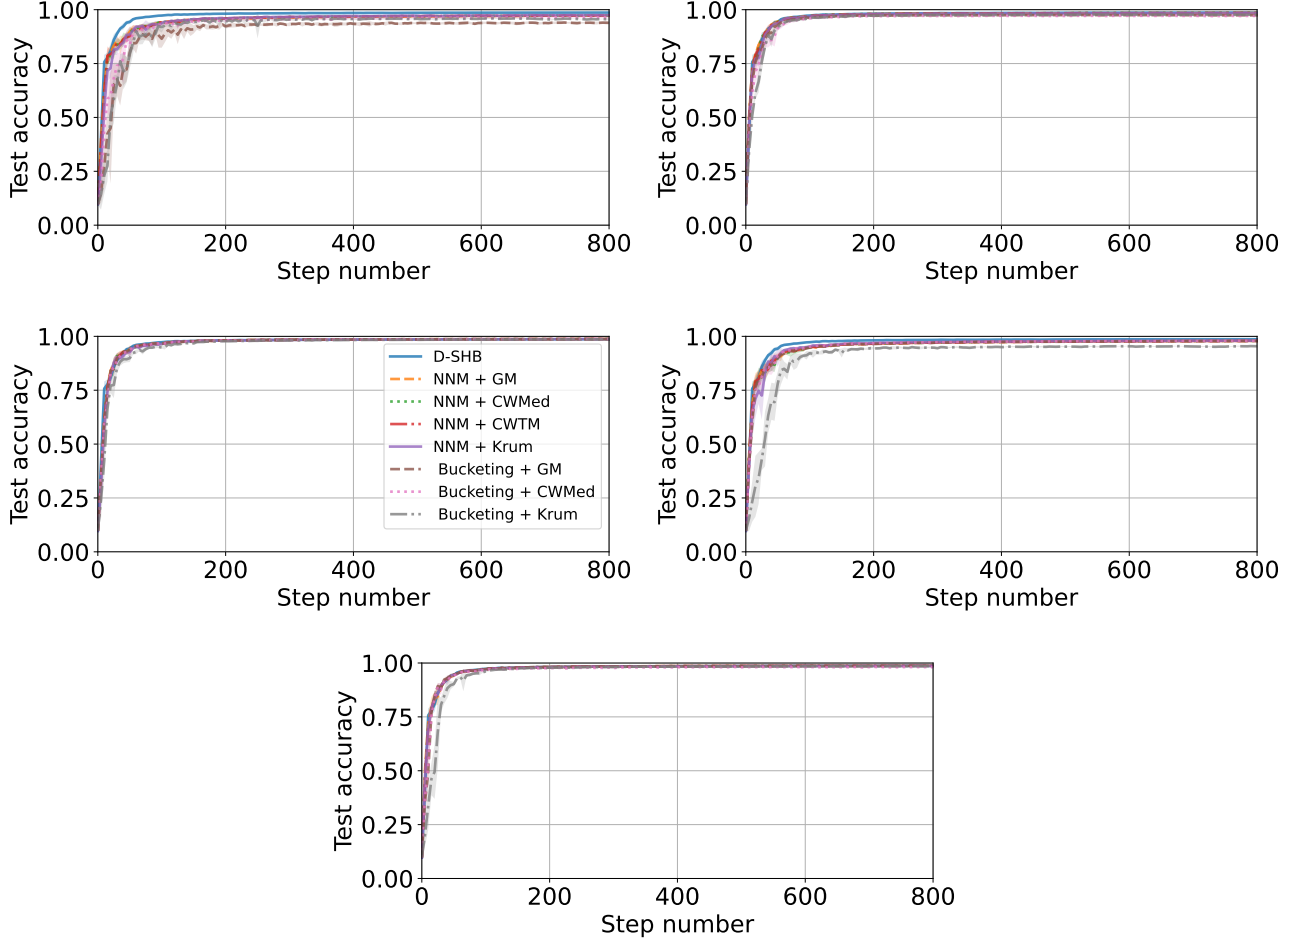 1.00
0.75
0.50
0.25
0.00
Test accuracy
0 200 400 600 800
Step number
1.00
0.75
0.50
0.25
0.00
Test accuracy
0 200 400 600 800
Step number
1.00
0.75
0.50
0.25
0.00
Test accuracy
D-SHB
NNM + GM
NNM + CWMed
NNM + CWTM
NNM + Krum
Bucketing + GM
Bucketing + CWMed
Bucketing + Krum
0 200 400 600 800
Step number
1.00
0.75
0.50
0.25
0.00
Test accuracy
0 200 400 600 800
Step number
1.00
0.75
0.50
0.25
0.00
Test accuracy
0 200 400 600 800
Step number